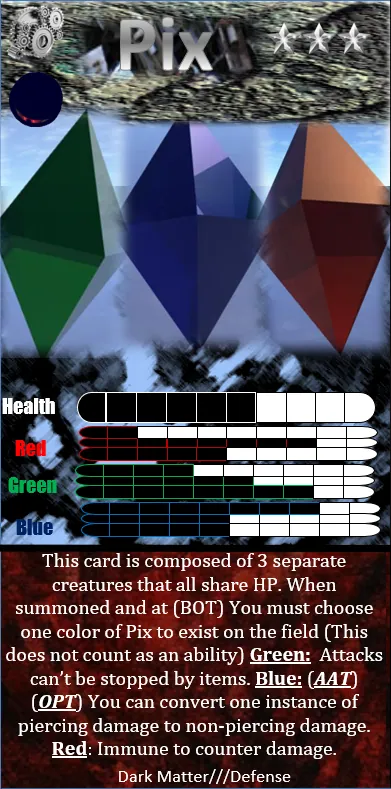 Pix
Health
Red
Green
Blue
This card is composed of 3 separate
creatures that all share HP. When
summoned and at (BOT) You must choose
one color of Pix to exist on the field (This
does not count as an ability) Green:  Attacks
can’t be stopped by items. Blue: (AAT)
(OPT) You can convert one instance of
piercing damage to non-piercing damage.
Red: Immune to counter damage.
Dark Matter///Defense